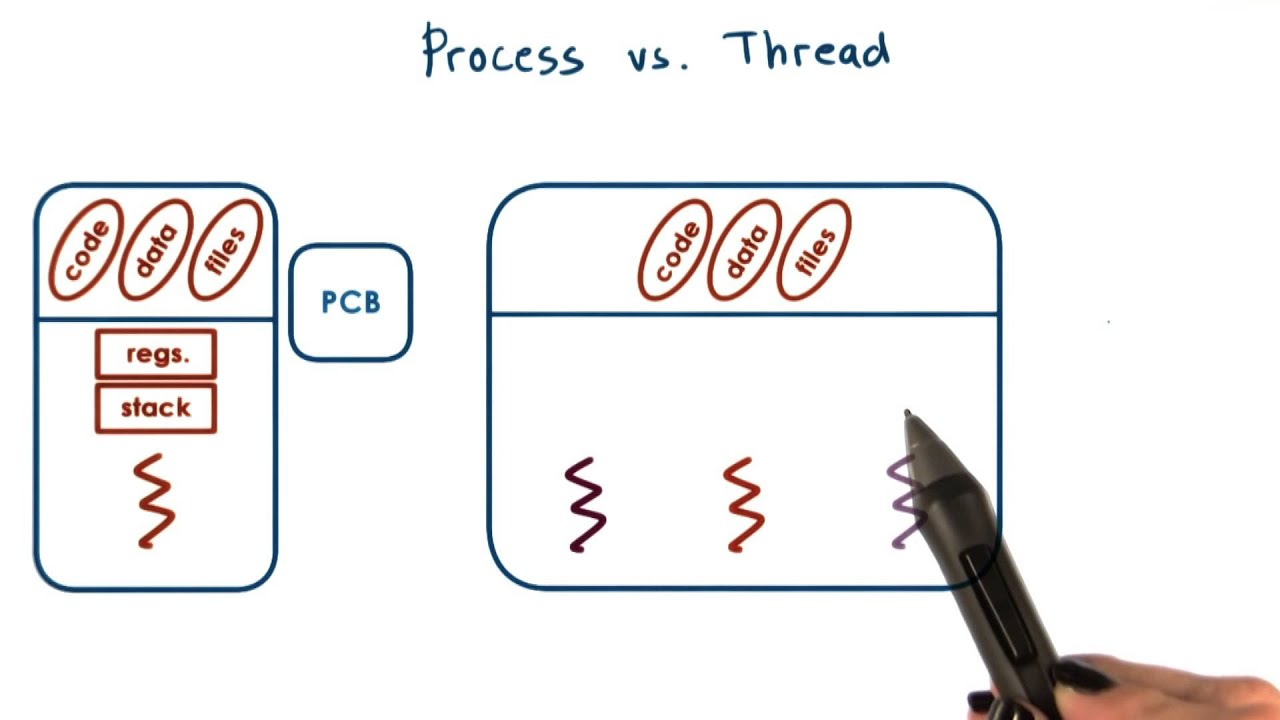 Process vs. Thread
code data files
PCB
regs.
stack
code data files